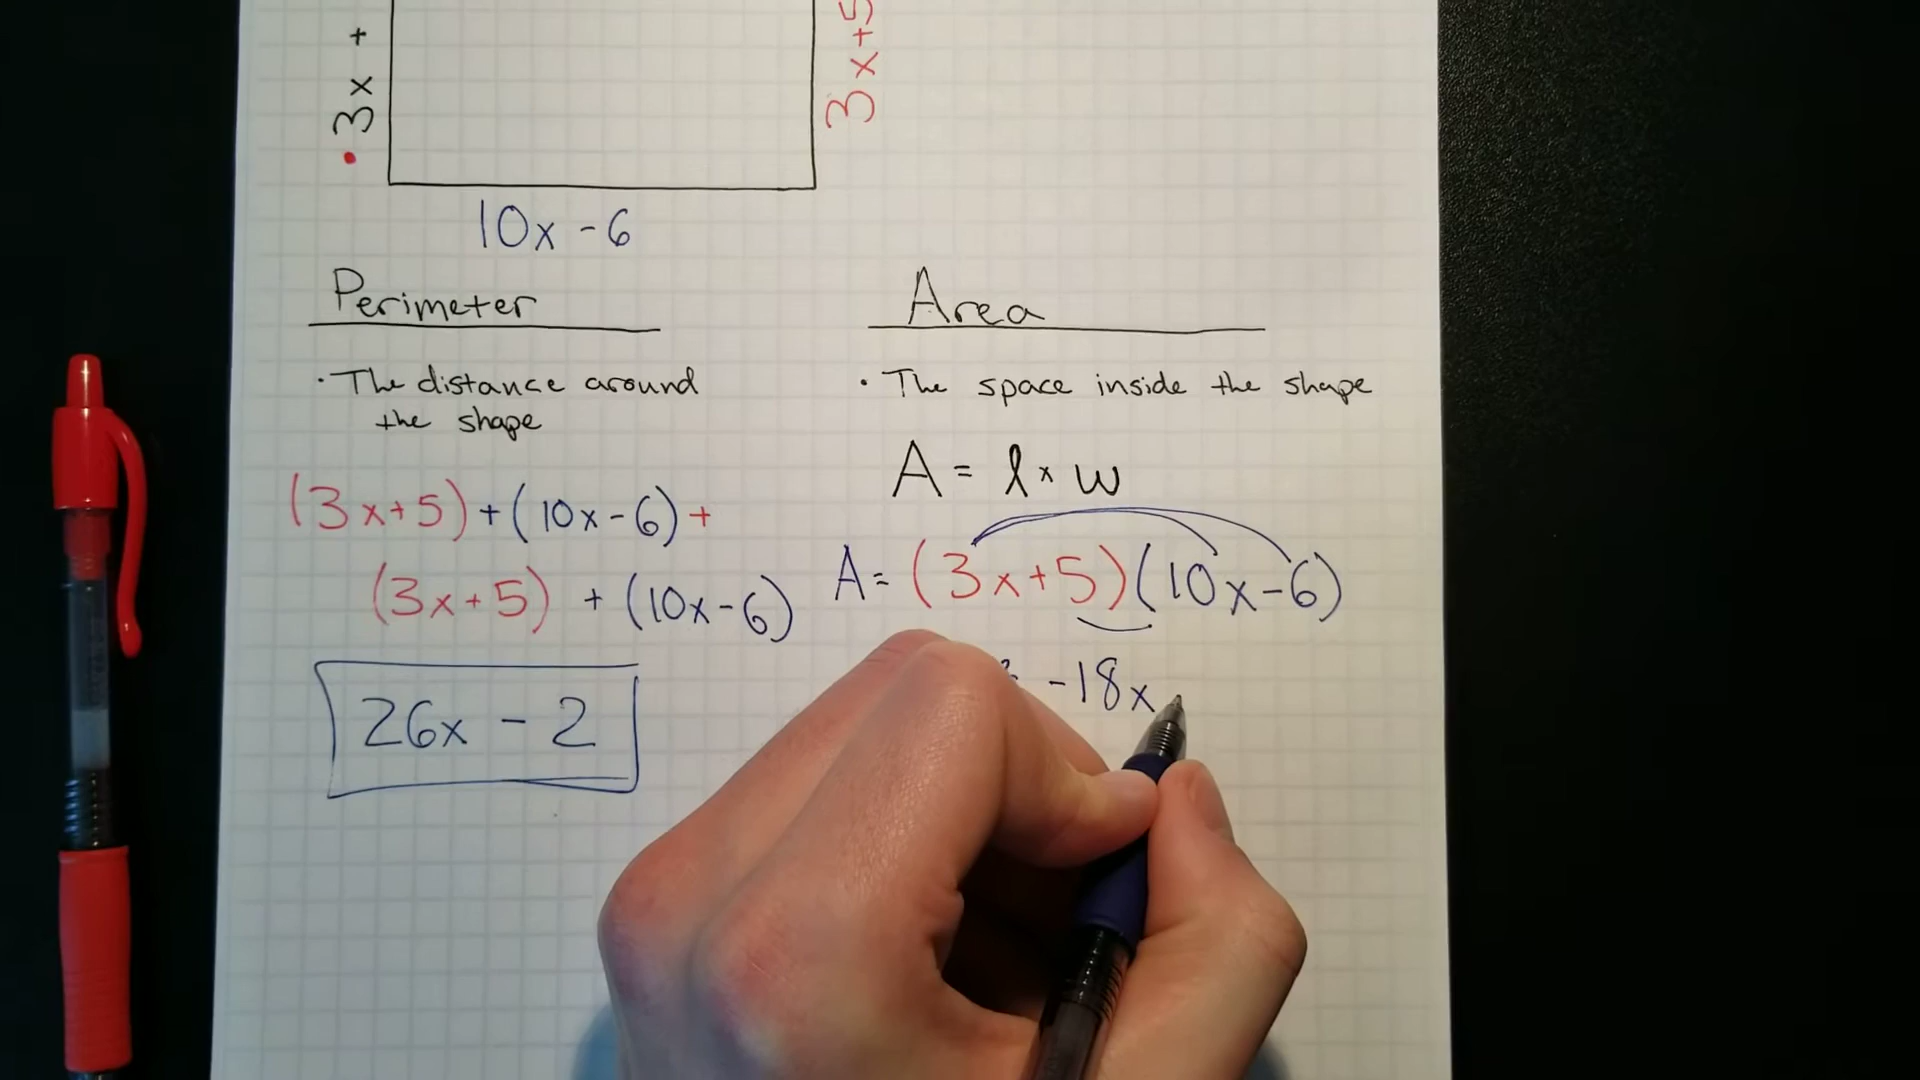 3x +
3x+5
10x - 6
Perimeter
Area
· The distance around
the shape
· The space inside the shape
A = l × w
(3x+5)+(10x-6)+
(3x+5) + (10x-6)
A = (3x+5)(10x-6)
26x - 2
-18x